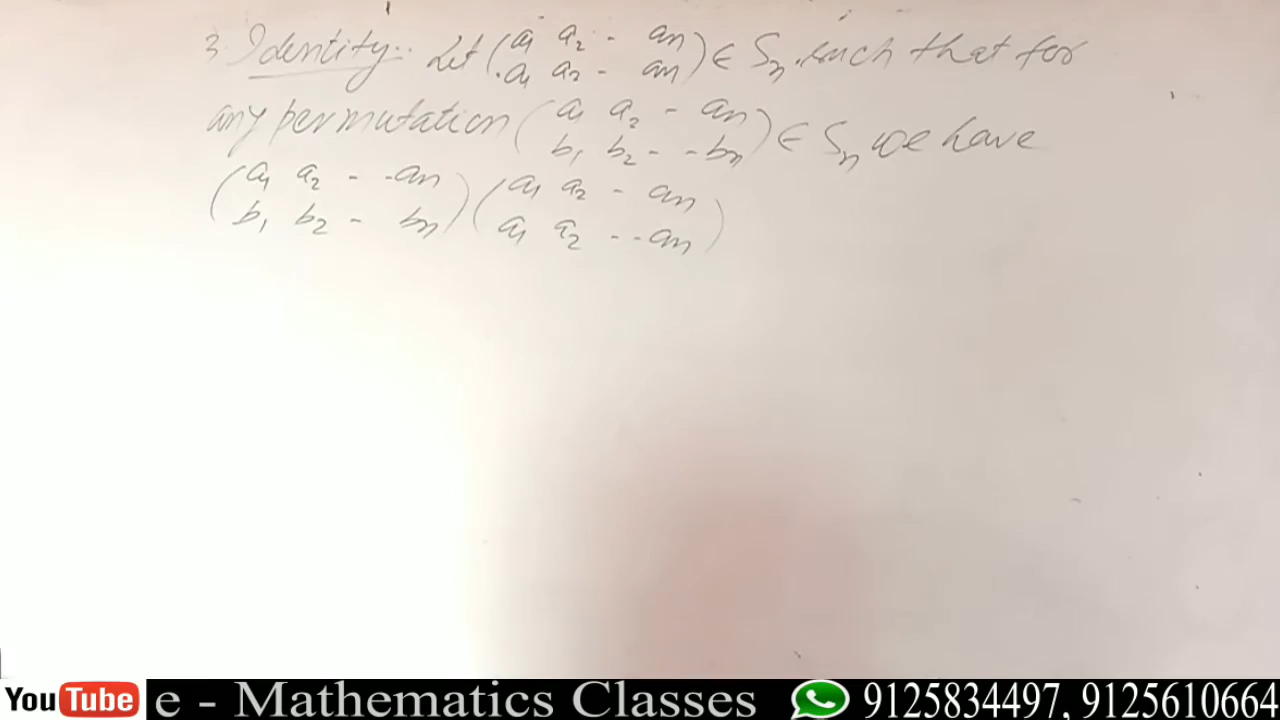 3. Identity:- Let (a1 a2 - an) ∈ Sn such that for
(a1 a2 - an)
any permutation (a1 a2 - an) ∈ Sn we have
(b1 b2 - - bn)
(a1 a2 - - an) (a1 a2 - an)
(b1 b2 - bn) (a1 a2 - - an)
YouTube e - Mathematics Classes 9125834497, 9125610664